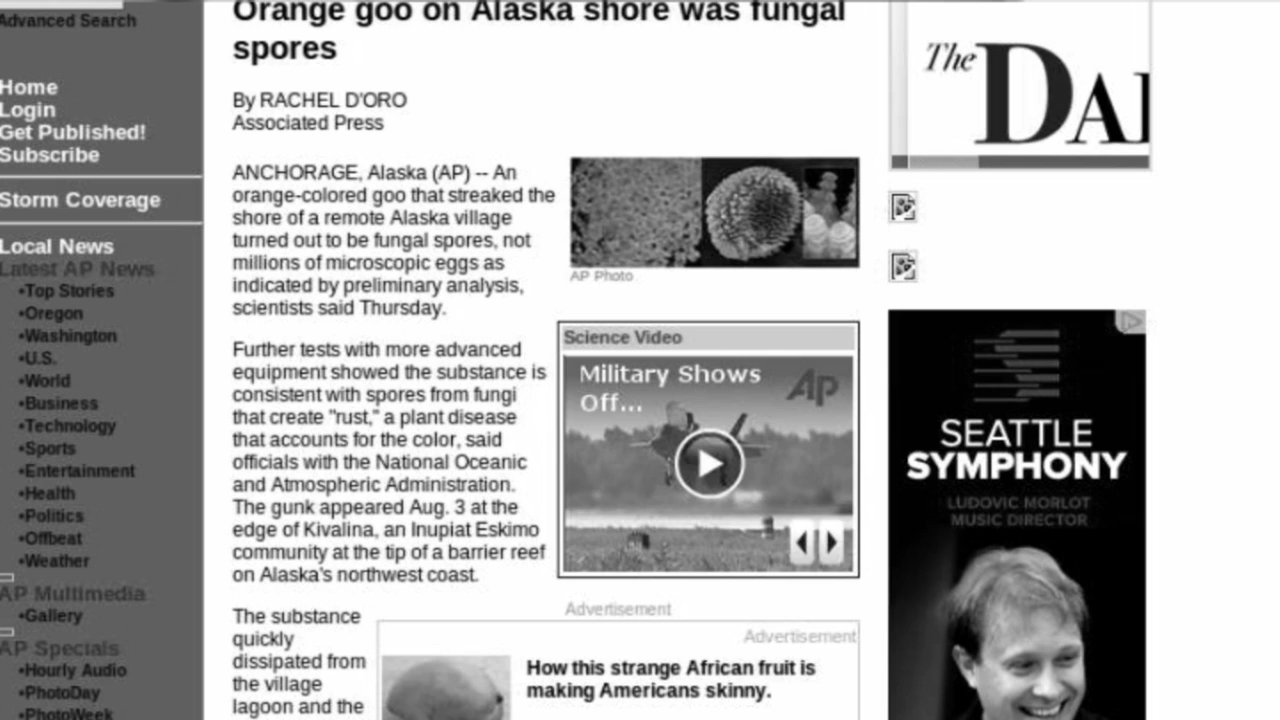 Advanced Search
Home
Login
Get Published!
Subscribe
Storm Coverage
Local News
Latest AP News
•Top Stories
•Oregon
•Washington
•U.S.
•World
•Business
•Technology
•Sports
•Entertainment
•Health
•Politics
•Offbeat
•Weather
AP Multimedia
•Gallery
AP Specials
•Hourly Audio
•PhotoDay
•PhotoWeek
Orange goo on Alaska shore was fungal
spores
By RACHEL D'ORO
Associated Press
ANCHORAGE, Alaska (AP) -- An
orange-colored goo that streaked the
shore of a remote Alaska village
turned out to be fungal spores, not
millions of microscopic eggs as
indicated by preliminary analysis,
scientists said Thursday.
Further tests with more advanced
equipment showed the substance is
consistent with spores from fungi
that create "rust," a plant disease
that accounts for the color, said
officials with the National Oceanic
and Atmospheric Administration.
The gunk appeared Aug. 3 at the
edge of Kivalina, an Inupiat Eskimo
community at the tip of a barrier reef
on Alaska's northwest coast.
The substance
quickly
dissipated from
the village
lagoon and the
AP Photo
Science Video
Military Shows
Off...
AP
Advertisement
Advertisement
How this strange African fruit is
making Americans skinny.
The DAI
SEATTLE
SYMPHONY
LUDOVIC MORLOT
MUSIC DIRECTOR